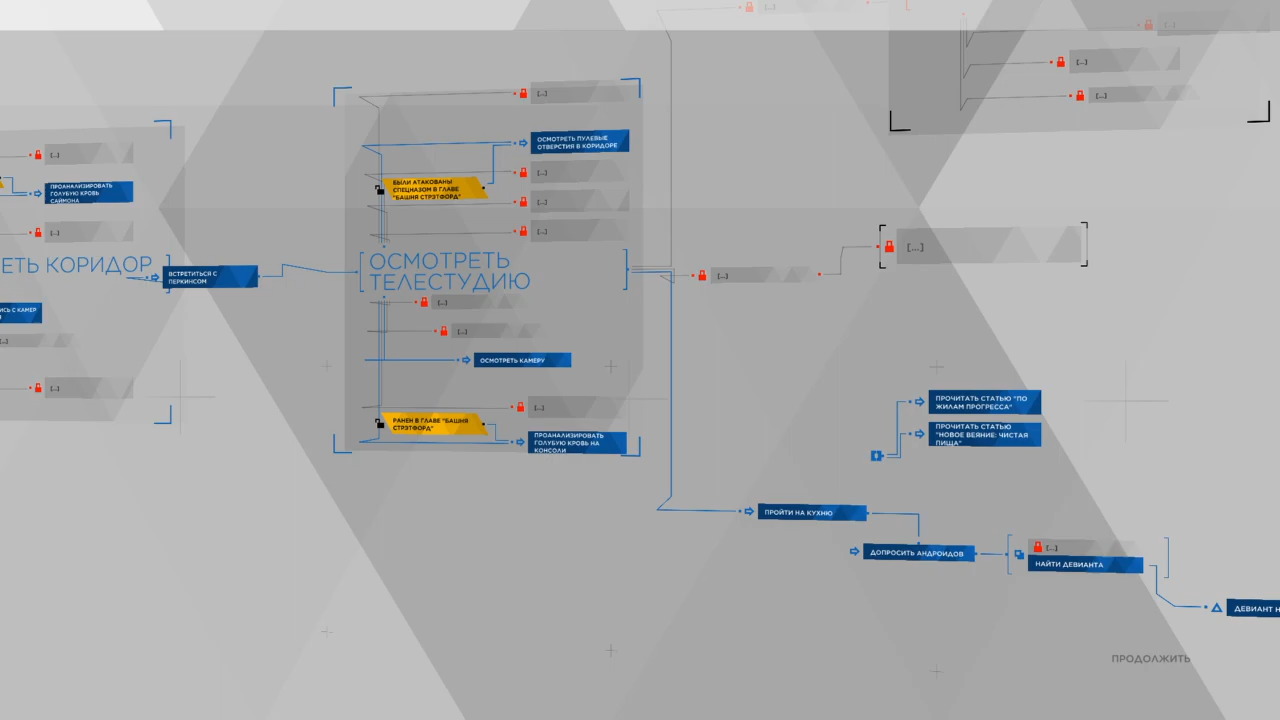 [...]
[...]
[...]
[...]
ПРОАНАЛИЗИРОВАТЬ
ГОЛУБУЮ КРОВЬ
САЙМОНА
[...]
ЕТЬ КОРИДОР
ВСТРЕТИТЬСЯ С
ПЕРКИНСОМ
ИСЬ С КАМЕР
[...]
[...]
[...]
ОСМОТРЕТЬ ПУЛЕВЫЕ
ОТВЕРСТИЯ В КОРИДОРЕ
[...]
БЫЛИ АТАКОВАНЫ
СПЕЦНАЗОМ В ГЛАВЕ
"БАШНЯ СТРЭТФОРД"
[...]
[...]
ОСМОТРЕТЬ
ТЕЛЕСТУДИЮ
[...]
[...]
ОСМОТРЕТЬ КАМЕРУ
[...]
РАНЕН В ГЛАВЕ "БАШНЯ
СТРЭТФОРД"
ПРОАНАЛИЗИРОВАТЬ
ГОЛУБУЮ КРОВЬ НА
КОНСОЛИ
[...]
[...]
[...]
[...]
ПРОЧИТАТЬ СТАТЬЮ "ПО
ЖИЛАМ ПРОГРЕССА"
ПРОЧИТАТЬ СТАТЬЮ
"НОВОЕ ВЕЯНИЕ: ЧИСТАЯ
ПИЩА"
ПРОЙТИ НА КУХНЮ
ДОПРОСИТЬ АНДРОИДОВ
[...]
НАЙТИ ДЕВИАНТА
ДЕВИАНТ Н
ПРОДОЛЖИТЬ